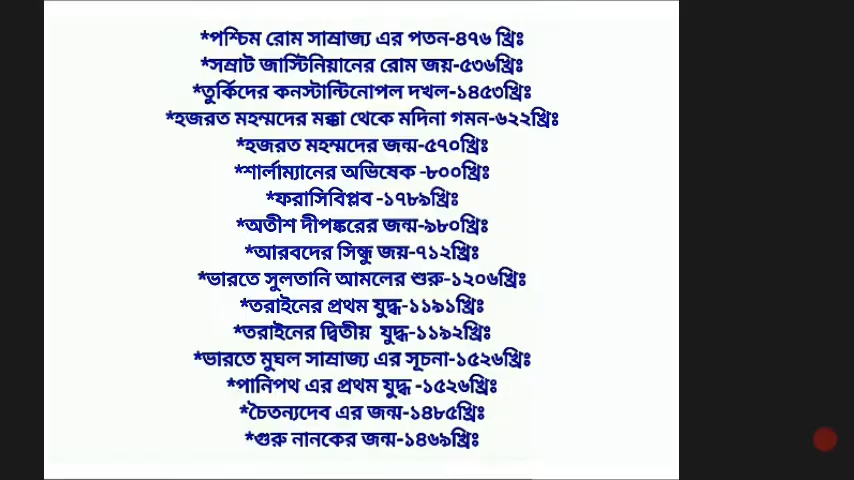 *পশ্চিম রোম সাম্রাজ্য এর পতন-৪৭৬ খ্রিঃ
*সম্রাট জাস্টিনিয়ানের রোম জয়-৫৩৬খ্রিঃ
*তুর্কিদের কনস্টান্টিনোপল দখল-১৪৫৩খ্রিঃ
*হজরত মহম্মদের মক্কা থেকে মদিনা গমন-৬২২খ্রিঃ
*হজরত মহম্মদের জন্ম-৫৭০খ্রিঃ
*শার্লাম্যানের অভিষেক -৮০০খ্রিঃ
*ফরাসিবিপ্লব -১৭৮৯খ্রিঃ
*অতীশ দীপঙ্করের জন্ম-৯৮০খ্রিঃ
*আরবদের সিন্ধু জয়-৭১২খ্রিঃ
*ভারতে সুলতানি আমলের শুরু-১২০৬খ্রিঃ
*তরাইনের প্রথম যুদ্ধ-১১৯১খ্রিঃ
*তরাইনের দ্বিতীয় যুদ্ধ-১১৯২খ্রিঃ
*ভারতে মুঘল সাম্রাজ্য এর সূচনা-১৫২৬খ্রিঃ
*পানিপথ এর প্রথম যুদ্ধ -১৫২৬খ্রিঃ
*চৈতন্যদেব এর জন্ম-১৪৮৫খ্রিঃ
*গুরু নানকের জন্ম-১৪৬৯খ্রিঃ